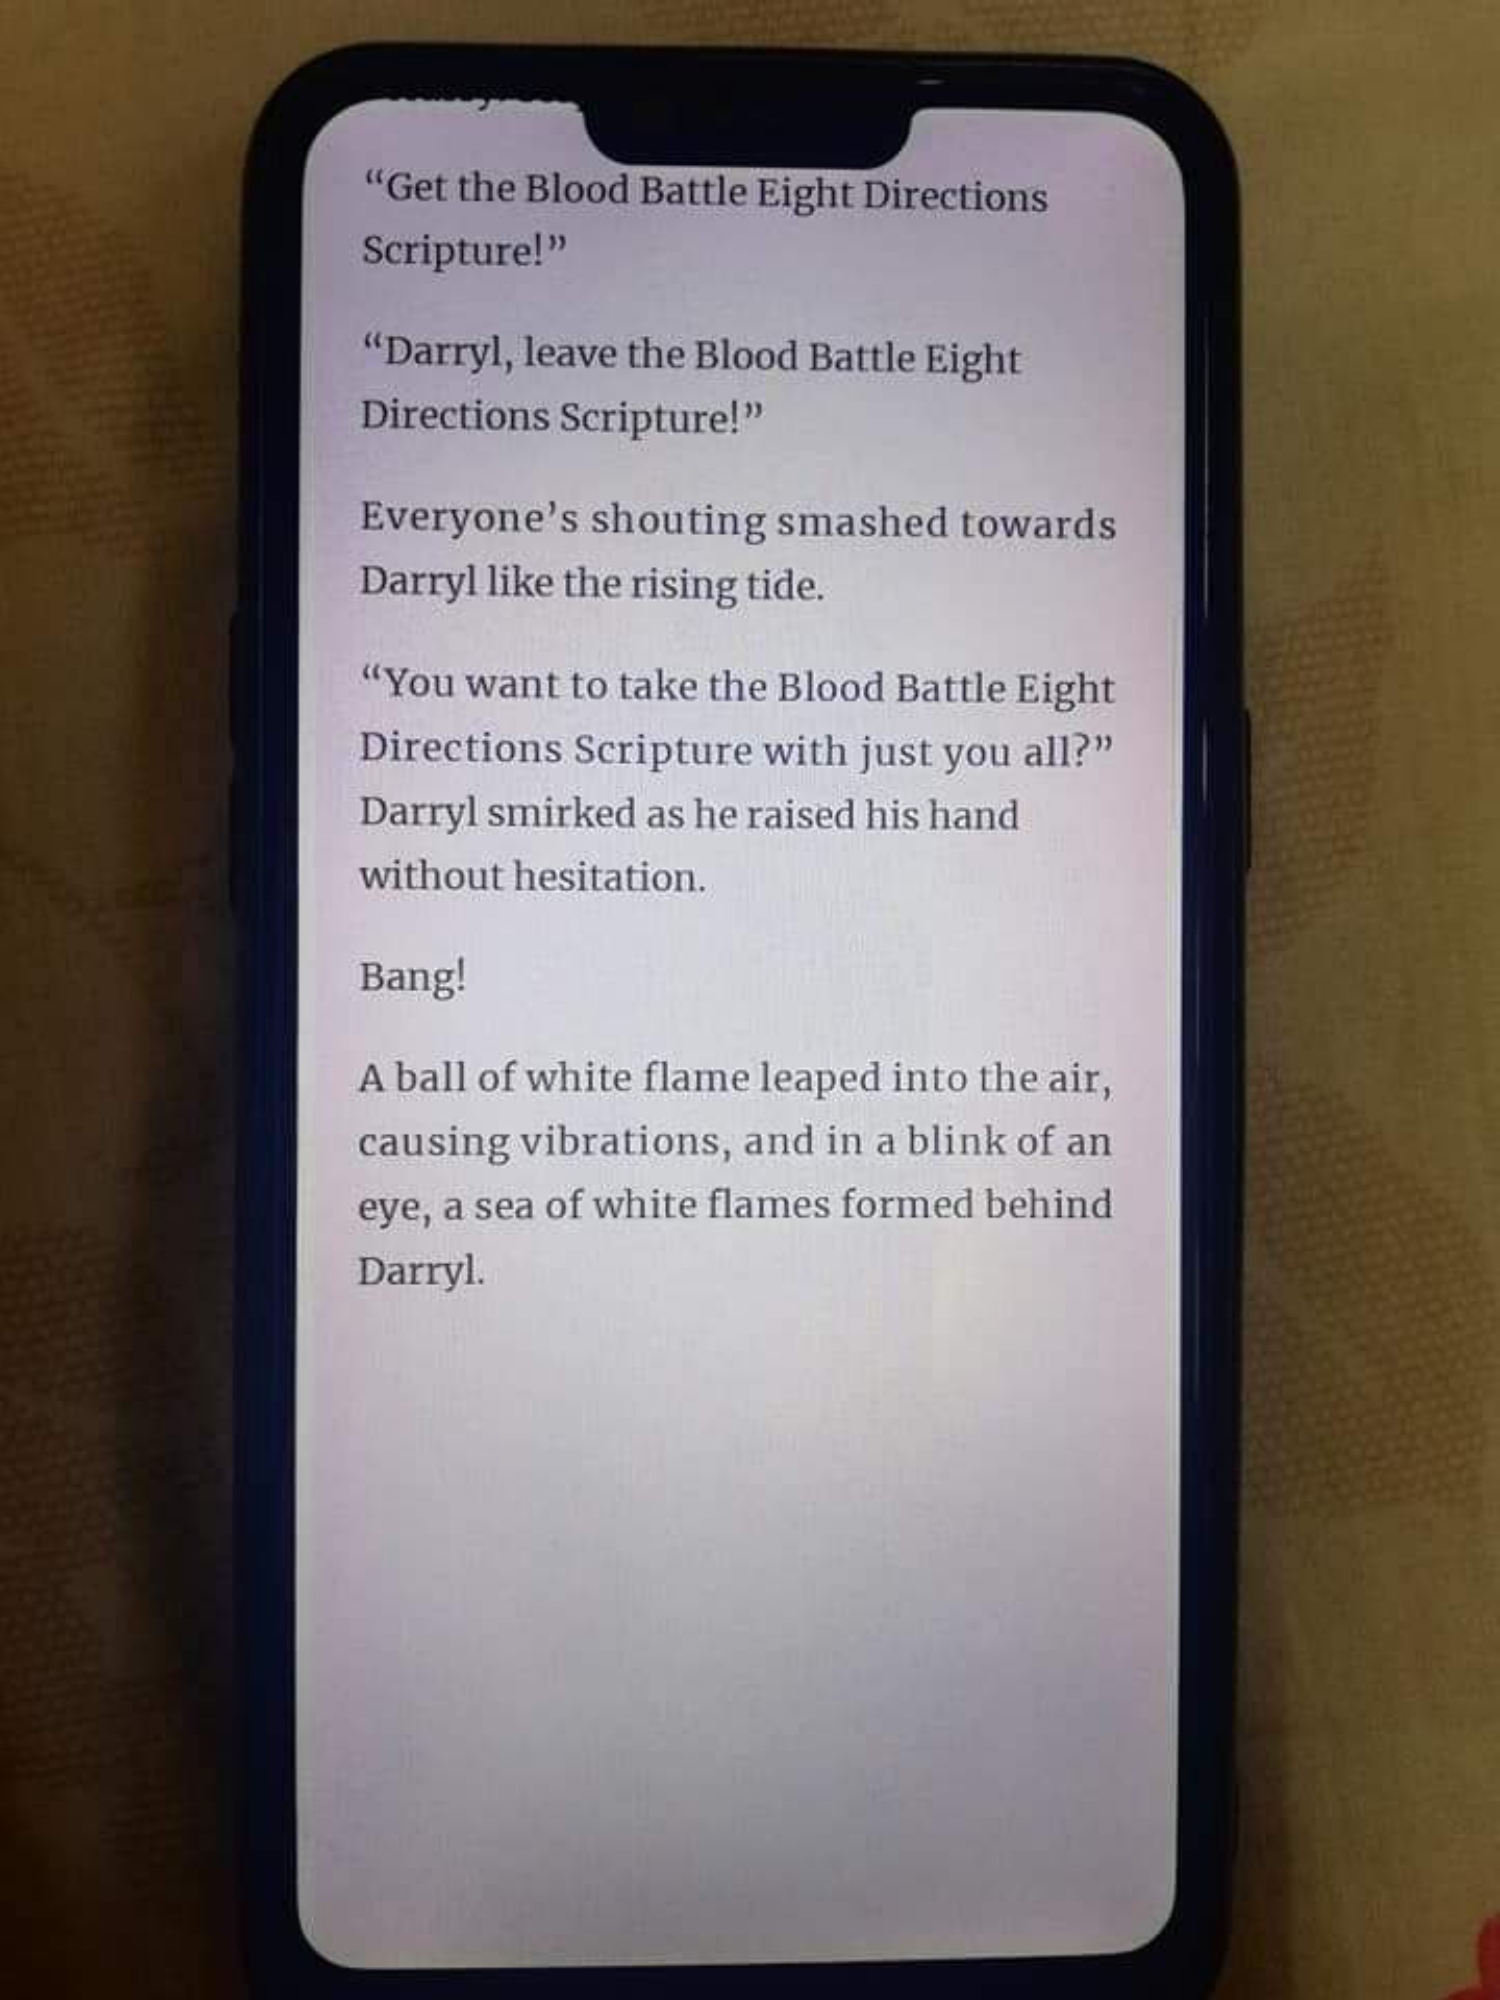 “Get the Blood Battle Eight Directions
Scripture!”
“Darryl, leave the Blood Battle Eight
Directions Scripture!”
Everyone’s shouting smashed towards
Darryl like the rising tide.
“You want to take the Blood Battle Eight
Directions Scripture with just you all?”
Darryl smirked as he raised his hand
without hesitation.
Bang!
A ball of white flame leaped into the air,
causing vibrations, and in a blink of an
eye, a sea of white flames formed behind
Darryl.